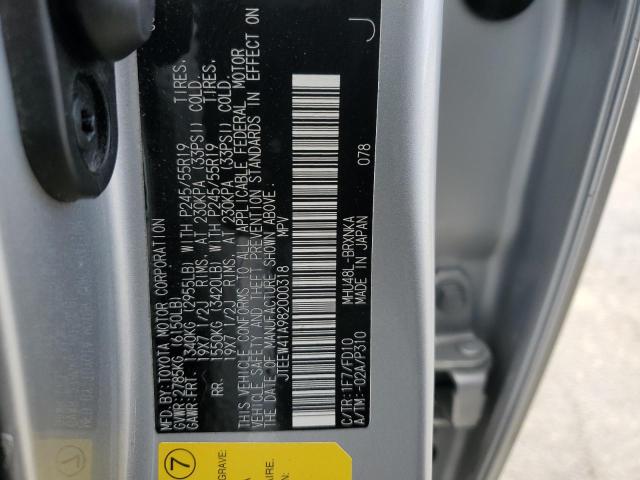 MFD.BY:TOYOTA MOTOR CORPORATION
GVWR:2785KG (6150LB)
GAWR:FRT: 1340KG (2955LB) WITH P245/55R19 TIRES,
19X7 1/2J RIMS, AT 230KPA (33PSI) COLD.
RR. 1550KG (3420LB) WITH P245/55R19 TIRES,
19X7 1/2J RIMS, AT 230KPA (33PSI) COLD.
THIS VEHICLE CONFORMS TO ALL APPLICABLE FEDERAL MOTOR
VEHICLE SAFETY AND THEFT PREVENTION STANDARDS IN EFFECT ON
THE DATE OF MANUFACTURE SHOWN ABOVE.
JTEEW41A982000318 MPV
J
C/TR:1F7/FD10 MHU48L-BRXNKA 078
A/TM:-02A/P310 MADE IN JAPAN
7
GRAVE:
AIRE.